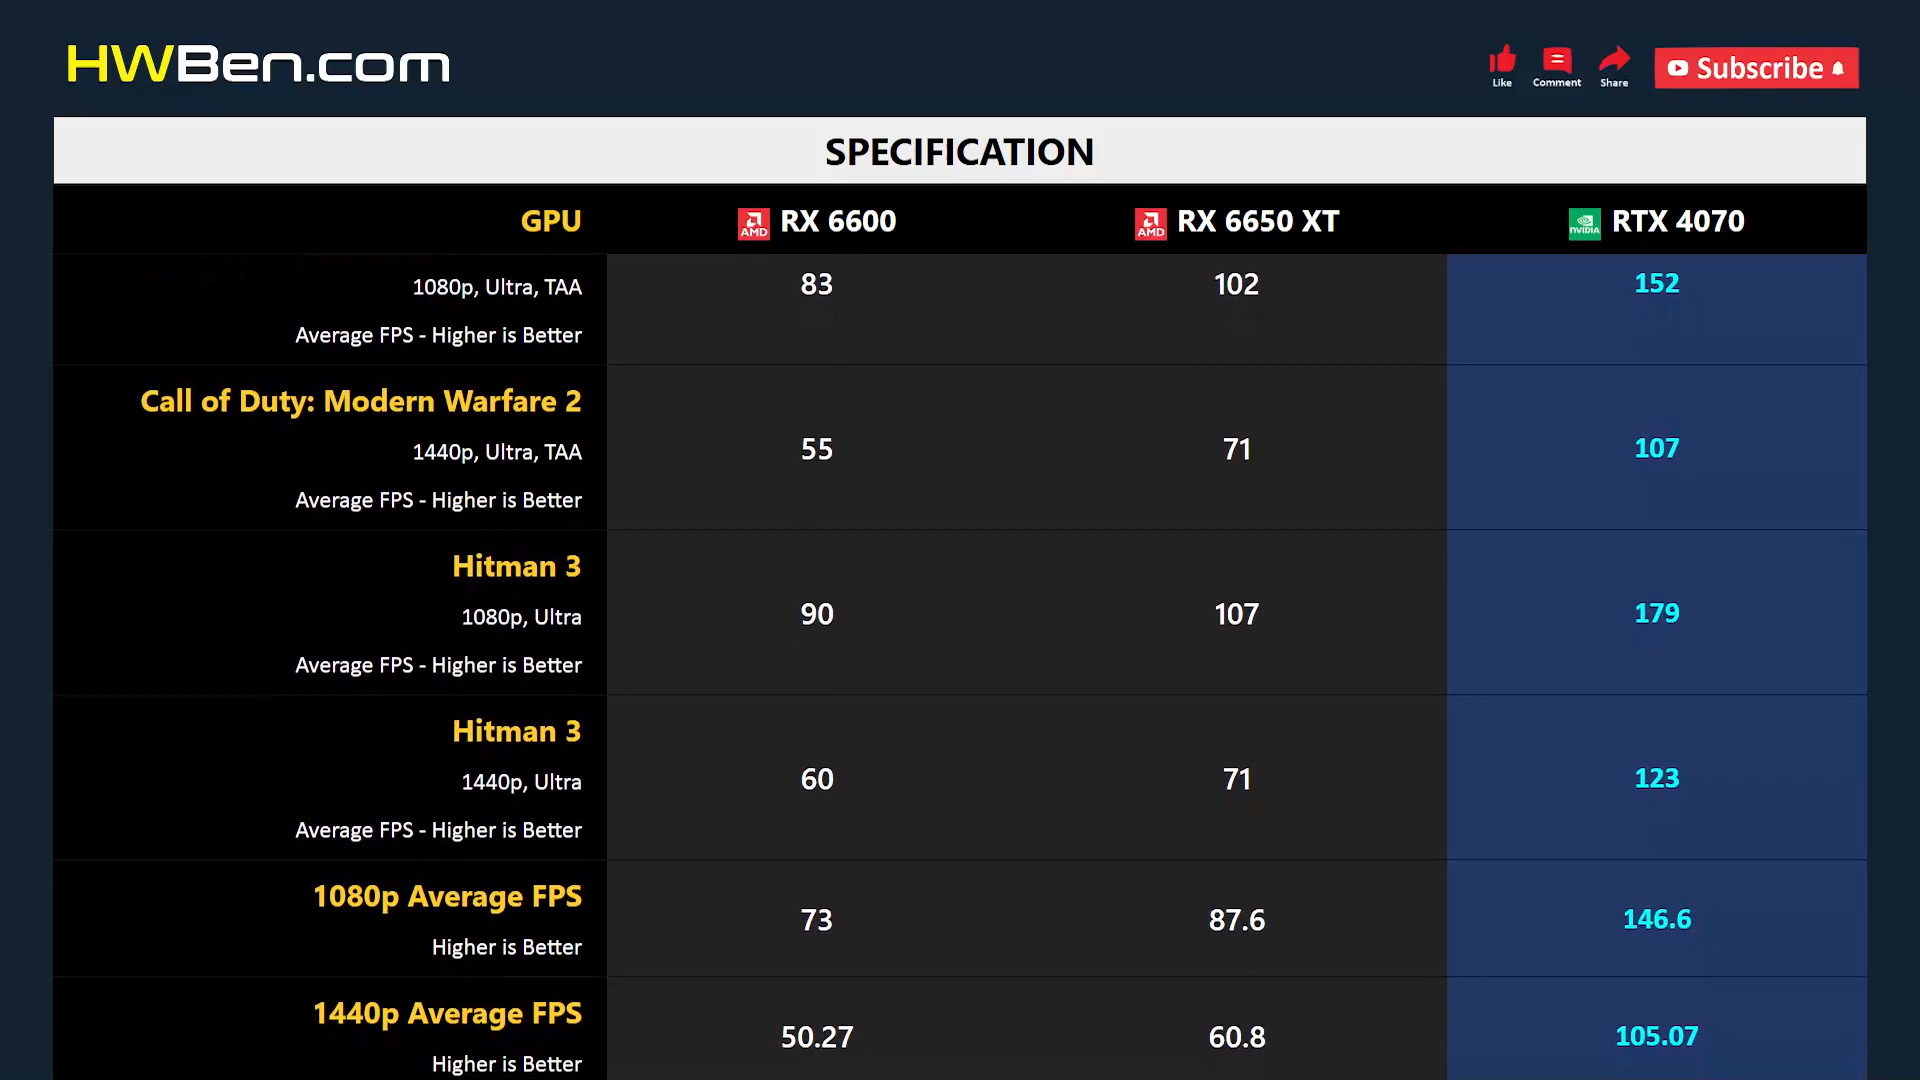 HWBen.com
Like
Comment
Share
Subscribe
SPECIFICATION
GPU
AMD RX 6600
AMD RX 6650 XT
NVIDIA RTX 4070
1080p, Ultra, TAA
Average FPS - Higher is Better
83
102
152
Call of Duty: Modern Warfare 2
1440p, Ultra, TAA
Average FPS - Higher is Better
55
71
107
Hitman 3
1080p, Ultra
Average FPS - Higher is Better
90
107
179
Hitman 3
1440p, Ultra
Average FPS - Higher is Better
60
71
123
1080p Average FPS
Higher is Better
73
87.6
146.6
1440p Average FPS
Higher is Better
50.27
60.8
105.07